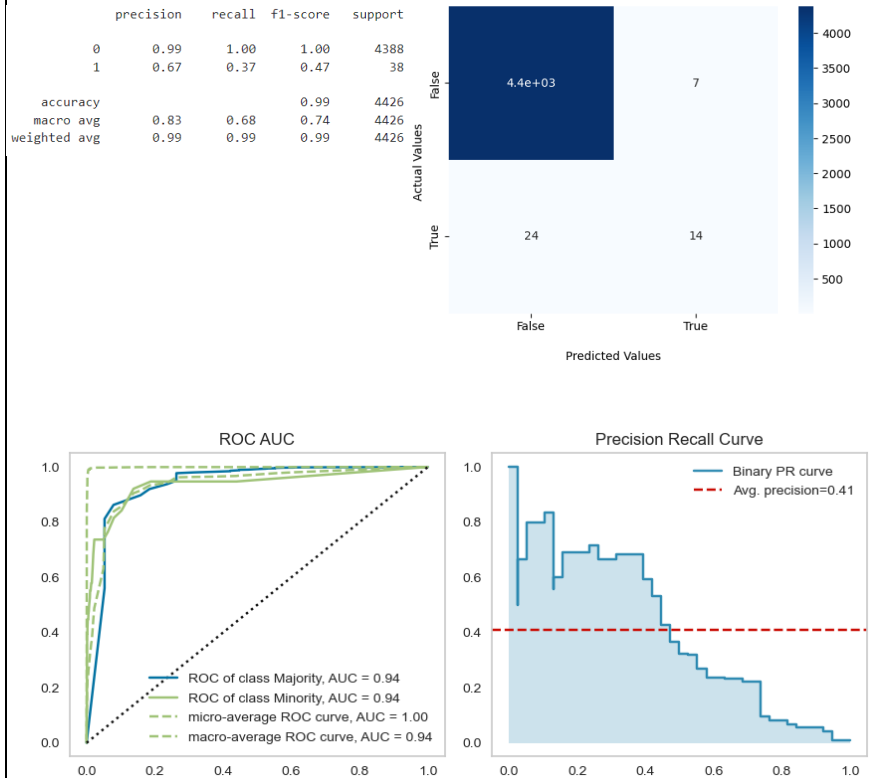 precision recall f1-score support
0 0.99 1.00 1.00 4388
1 0.67 0.37 0.47 38
accuracy 0.99 4426
macro avg 0.83 0.68 0.74 4426
weighted avg 0.99 0.99 0.99 4426
Actual Values
False
True
4.4e+03 7
24 14
False True
Predicted Values
4000
3500
3000
2500
2000
1500
1000
500
ROC AUC
1.0
0.8
0.6
0.4
0.2
0.0
ROC of class Majority, AUC = 0.94
ROC of class Minority, AUC = 0.94
micro-average ROC curve, AUC = 1.00
macro-average ROC curve, AUC = 0.94
0.0 0.2 0.4 0.6 0.8 1.0
Precision Recall Curve
1.0
0.8
0.6
0.4
0.2
0.0
Binary PR curve
Avg. precision=0.41
0.0 0.2 0.4 0.6 0.8 1.0